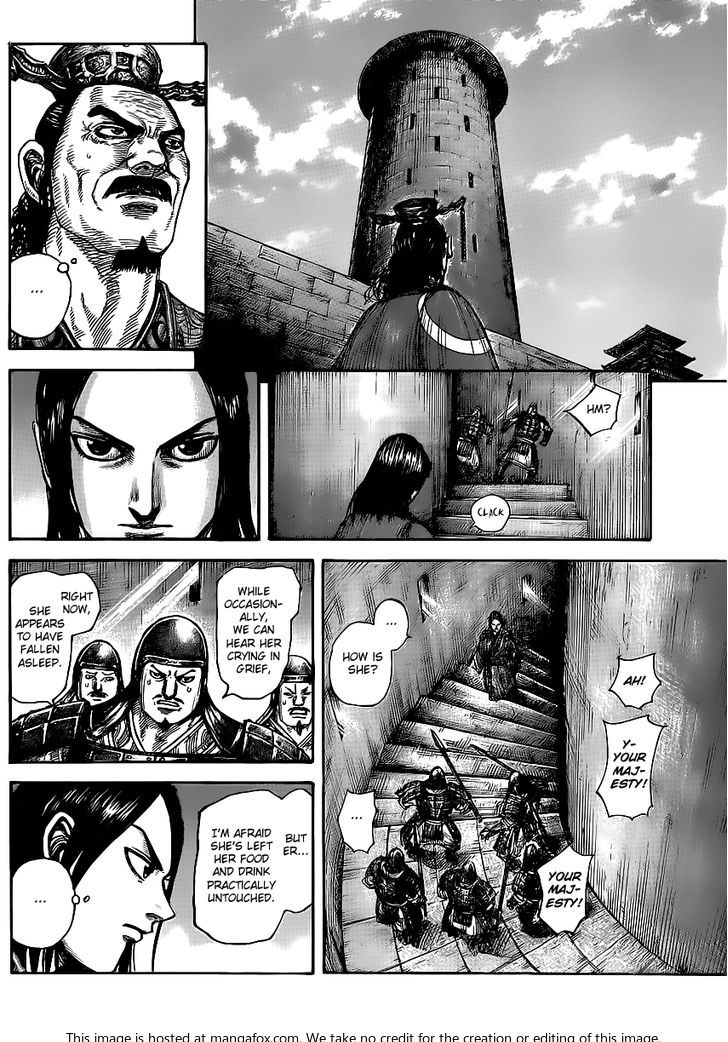 ...
HM?
CLACK
AH!
Y-
YOUR
MAJ-
ESTY!
YOUR
MAJ-
ESTY!
...
HOW IS
SHE?
...
WHILE
OCCASION-
ALLY,
WE CAN
HEAR HER
CRYING IN
GRIEF,
RIGHT
NOW,
SHE
APPEARS
TO HAVE
FALLEN
ASLEEP.
BUT
ER...
I'M AFRAID
SHE'S LEFT
HER FOOD
AND DRINK
PRACTICALLY
UNTOUCHED.
...
This image is hosted at mangafox.com. We take no credit for the creation or editing of this image.